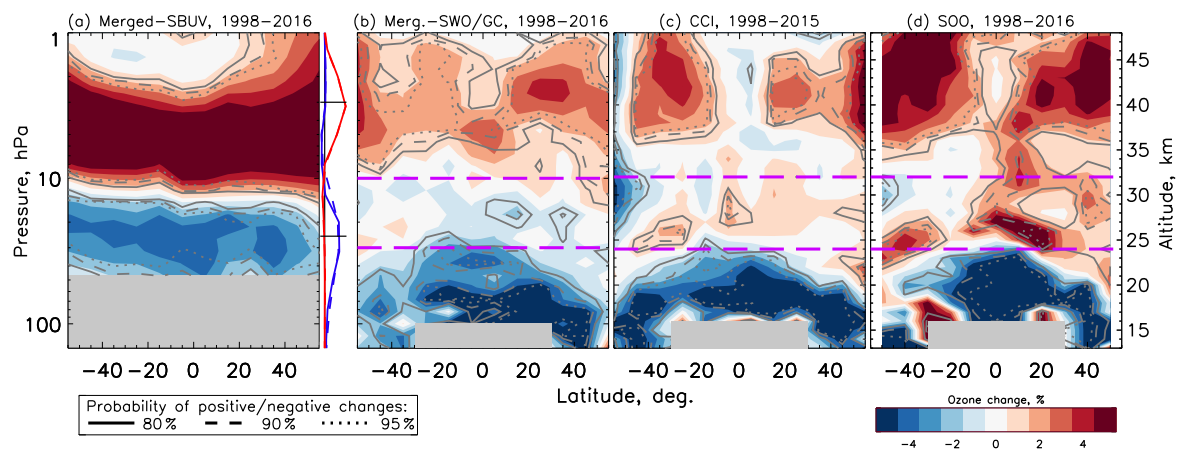 (a) Merged-SBUV, 1998-2016
(b) Merg.-SWO/GC, 1998-2016
(c) CCI, 1998-2015
(d) SOO, 1998-2016
Pressure, hPa
1
10
100
45
40
35
30
25
20
15
Altitude, km
-40 -20 0 20 40
-40 -20 0 20 40
-40 -20 0 20 40
-40 -20 0 20 40
Latitude, deg.
Probability of positive/negative changes:
80% 90% 95%
Ozone change, %
-4 -2 0 2 4